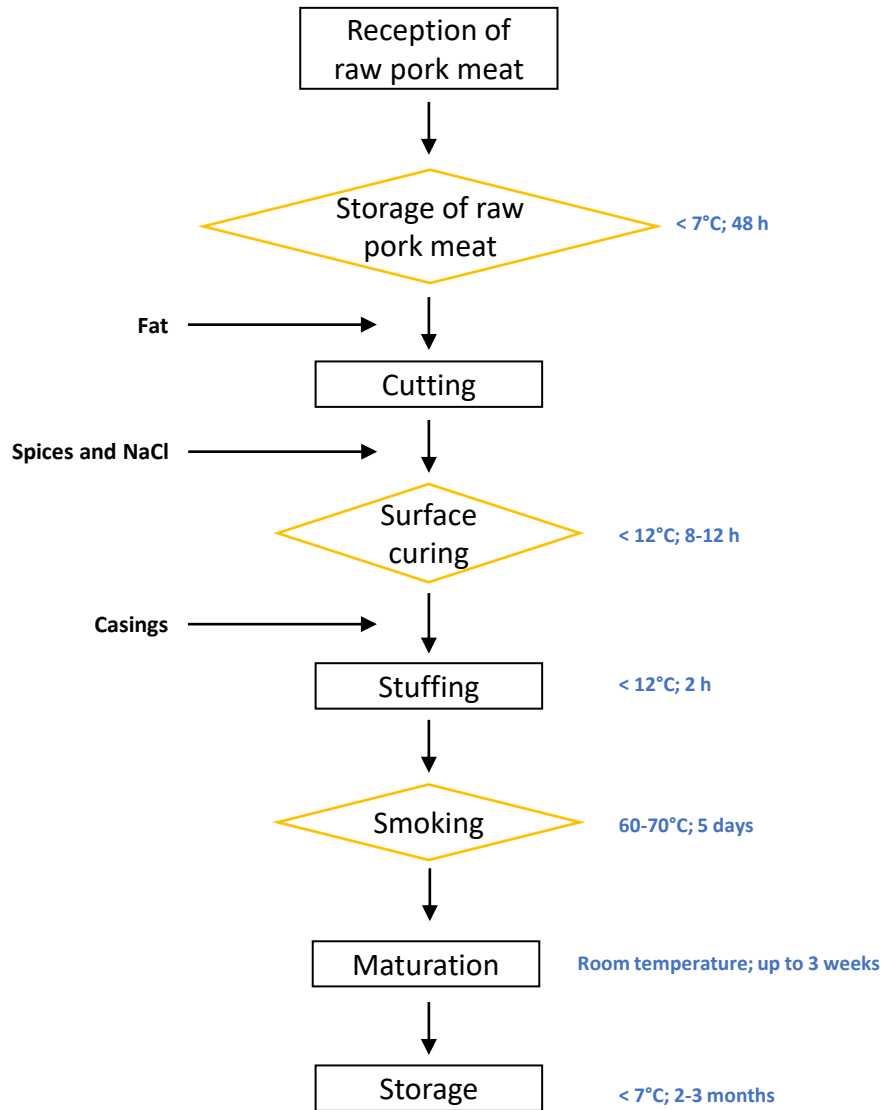 Reception of
raw pork meat
Storage of raw
pork meat
< 7°C; 48 h
Fat
Cutting
Spices and NaCl
Surface
curing
< 12°C; 8-12 h
Casings
Stuffing
< 12°C; 2 h
Smoking
60-70°C; 5 days
Maturation
Room temperature; up to 3 weeks
Storage
< 7°C; 2-3 months